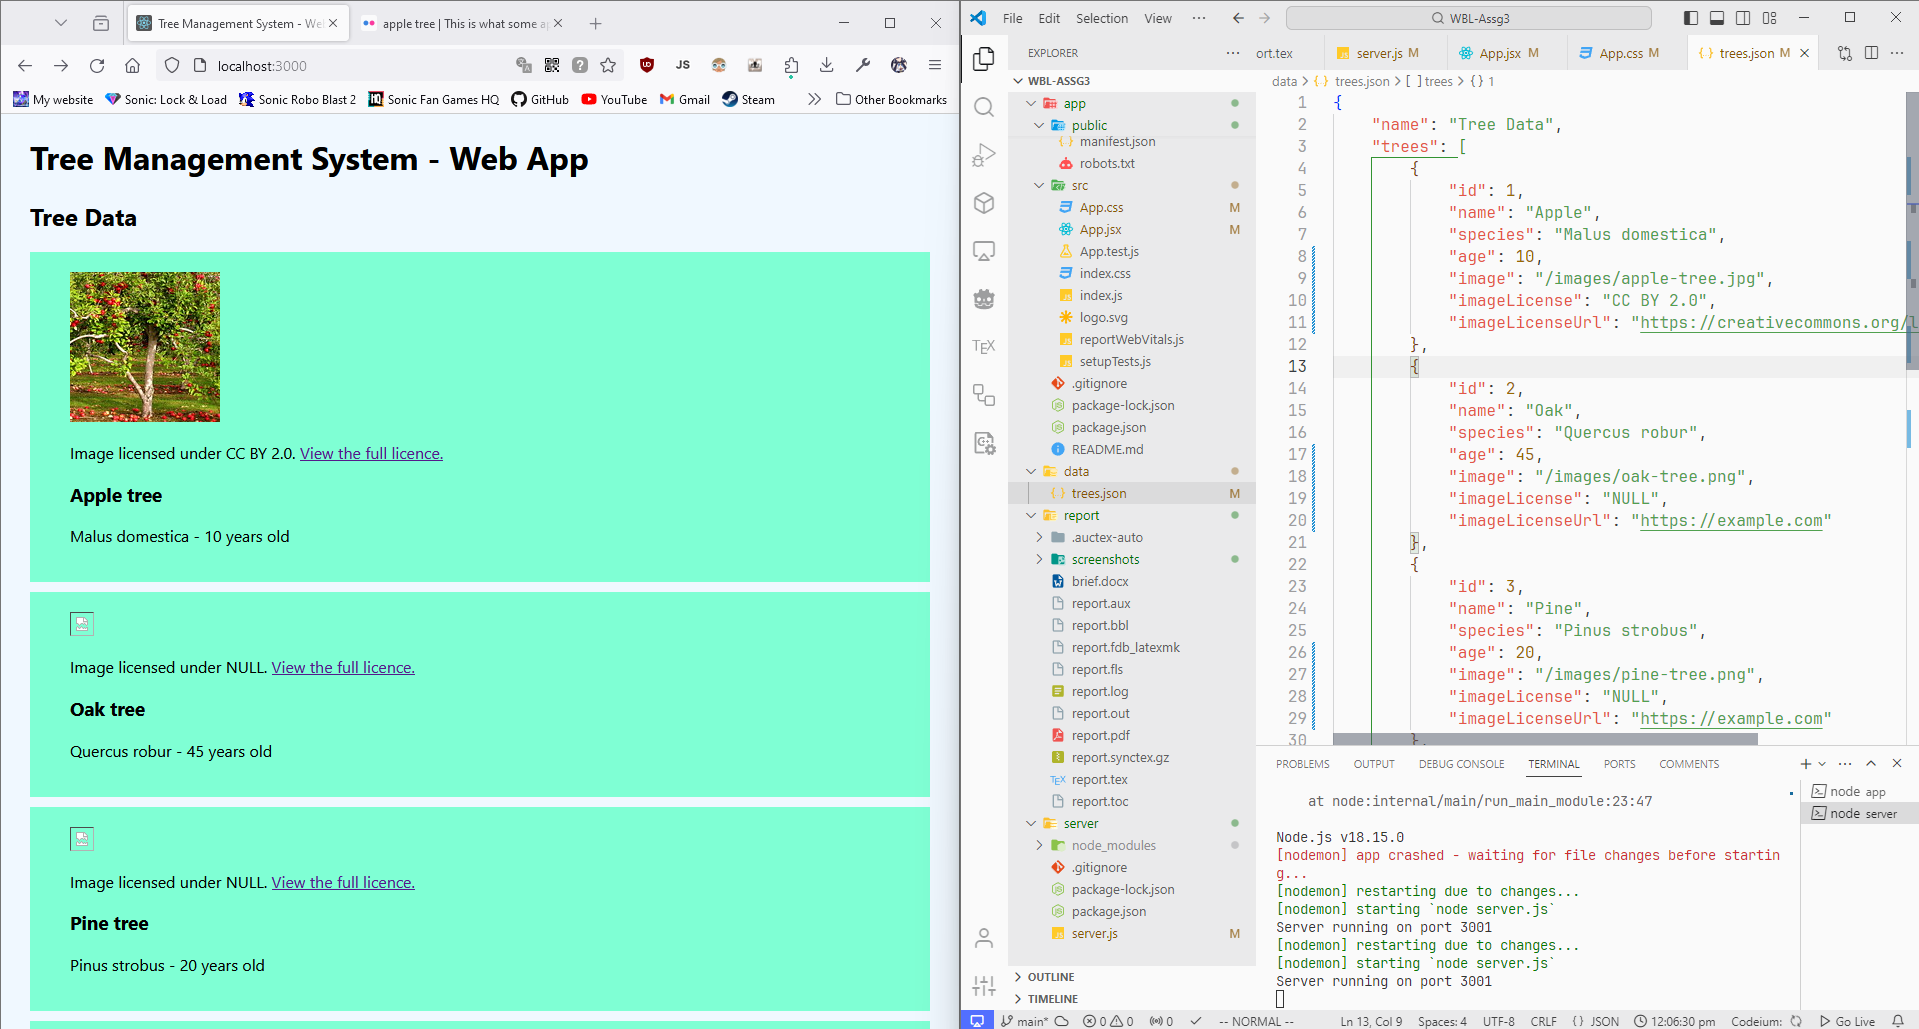 Tree Management System - Web
apple tree | This is what some a
localhost:3000
My website
Sonic: Lock & Load
Sonic Robo Blast 2
Sonic Fan Games HQ
GitHub
YouTube
Gmail
Steam
Other Bookmarks
Tree Management System - Web App
Tree Data
Image licensed under CC BY 2.0. View the full licence.
Apple tree
Malus domestica - 10 years old
Image licensed under NULL. View the full licence.
Oak tree
Quercus robur - 45 years old
Image licensed under NULL. View the full licence.
Pine tree
Pinus strobus - 20 years old
File Edit Selection View ···
WBL-Assg3
EXPLORER
WBL-ASSG3
app
public
manifest.json
robots.txt
src
App.css M
App.jsx M
App.test.js
index.css
index.js
logo.svg
reportWebVitals.js
setupTests.js
.gitignore
package-lock.json
package.json
README.md
data
trees.json M
report
.auctex-auto
screenshots
brief.docx
report.aux
report.bbl
report.fdb_latexmk
report.fls
report.log
report.out
report.pdf
report.synctex.gz
report.tex
report.toc
server
node_modules
.gitignore
package-lock.json
package.json
server.js M
OUTLINE
TIMELINE
ort.tex
server.js M
App.jsx M
App.css M
trees.json M
data > {} trees.json > [ ] trees > {} 1
1 {
2 "name": "Tree Data",
3 "trees": [
4 {
5 "id": 1,
6 "name": "Apple",
7 "species": "Malus domestica",
8 "age": 10,
9 "image": "/images/apple-tree.jpg",
10 "imageLicense": "CC BY 2.0",
11 "imageLicenseUrl": "https://creativecommons.org/l
12 },
13 {
14 "id": 2,
15 "name": "Oak",
16 "species": "Quercus robur",
17 "age": 45,
18 "image": "/images/oak-tree.png",
19 "imageLicense": "NULL",
20 "imageLicenseUrl": "https://example.com"
21 },
22 {
23 "id": 3,
24 "name": "Pine",
25 "species": "Pinus strobus",
26 "age": 20,
27 "image": "/images/pine-tree.png",
28 "imageLicense": "NULL",
29 "imageLicenseUrl": "https://example.com"
30 },
PROBLEMS OUTPUT DEBUG CONSOLE TERMINAL PORTS COMMENTS
at node:internal/main/run_main_module:23:47
Node.js v18.15.0
[nodemon] app crashed - waiting for file changes before startin
g...
[nodemon] restarting due to changes...
[nodemon] starting `node server.js`
Server running on port 3001
[nodemon] restarting due to changes...
[nodemon] starting `node server.js`
Server running on port 3001
node app
node server
main* 0 0 0 -- NORMAL -- Ln 13, Col 9 Spaces: 4 UTF-8 CRLF {} JSON 12:06:30 pm Codeium: Go Live